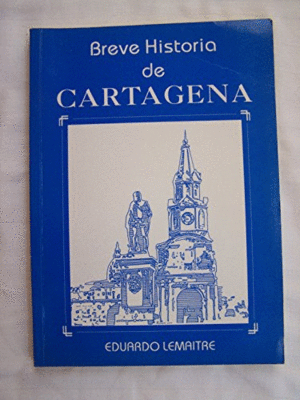 Breve Historia
de
CARTAGENA
EDUARDO LEMAITRE